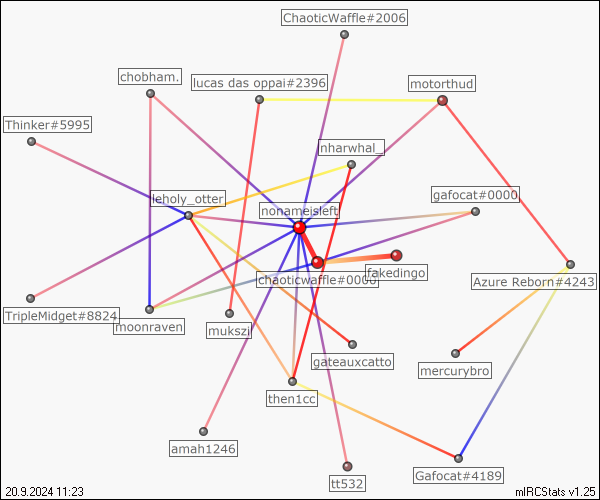 ChaoticWaffle#2006
chobham.
lucas das oppai#2396
motorthud
Thinker#5995
nharwhal_
leholy_otter
gafocat#0000
nonameisleft
chaoticwaffle#0000
fakedingo
Azure Reborn#4243
TripleMidget#8824
moonraven
mukszi
gateauxcatto
mercurybro
then1cc
amah1246
tt532
Gafocat#4189
20.9.2024 11:23
mIRCStats v1.25